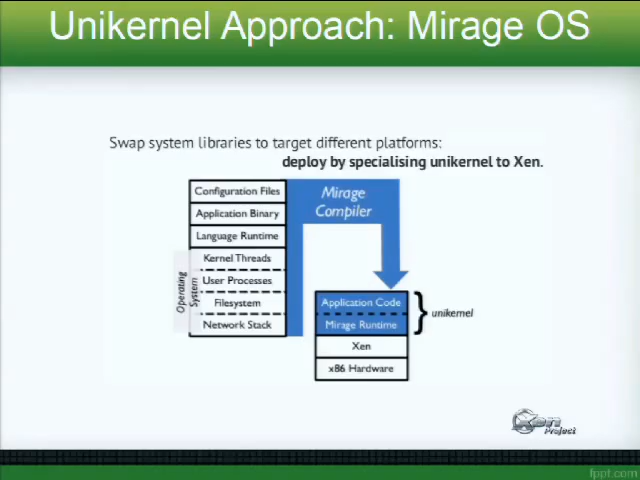 Unikernel Approach: Mirage OS
Swap system libraries to target different platforms:
deploy by specialising unikernel to Xen.
Configuration Files
Application Binary
Language Runtime
Kernel Threads
User Processes
Filesystem
Network Stack
Operating
System
Mirage
Compiler
Application Code
Mirage Runtime
Xen
x86 Hardware
unikernel
Xen
Project
fppt.com